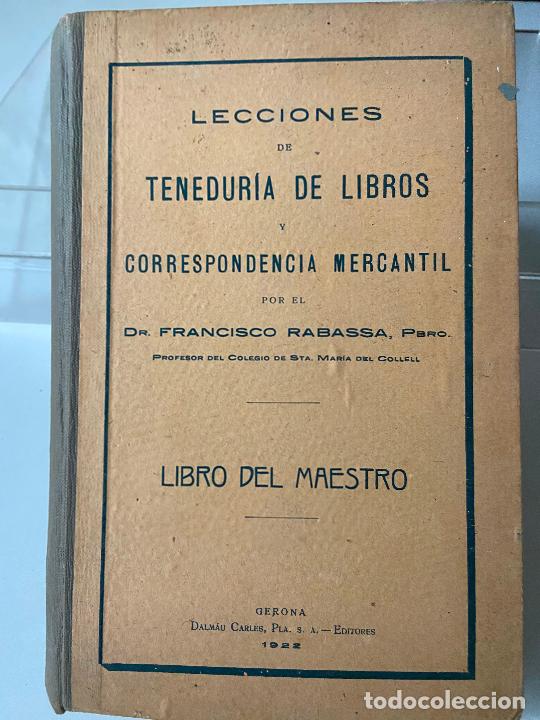 LECCIONES
DE
TENEDURÍA DE LIBROS
Y
CORRESPONDENCIA MERCANTIL
POR EL
DR. FRANCISCO RABASSA, PBRO.
PROFESOR DEL COLEGIO DE STA. MARÍA DEL COLLELL
LIBRO DEL MAESTRO
GERONA
DALMÁU CARLES, PLA. S. A.—EDITORES
1922
todocoleccion